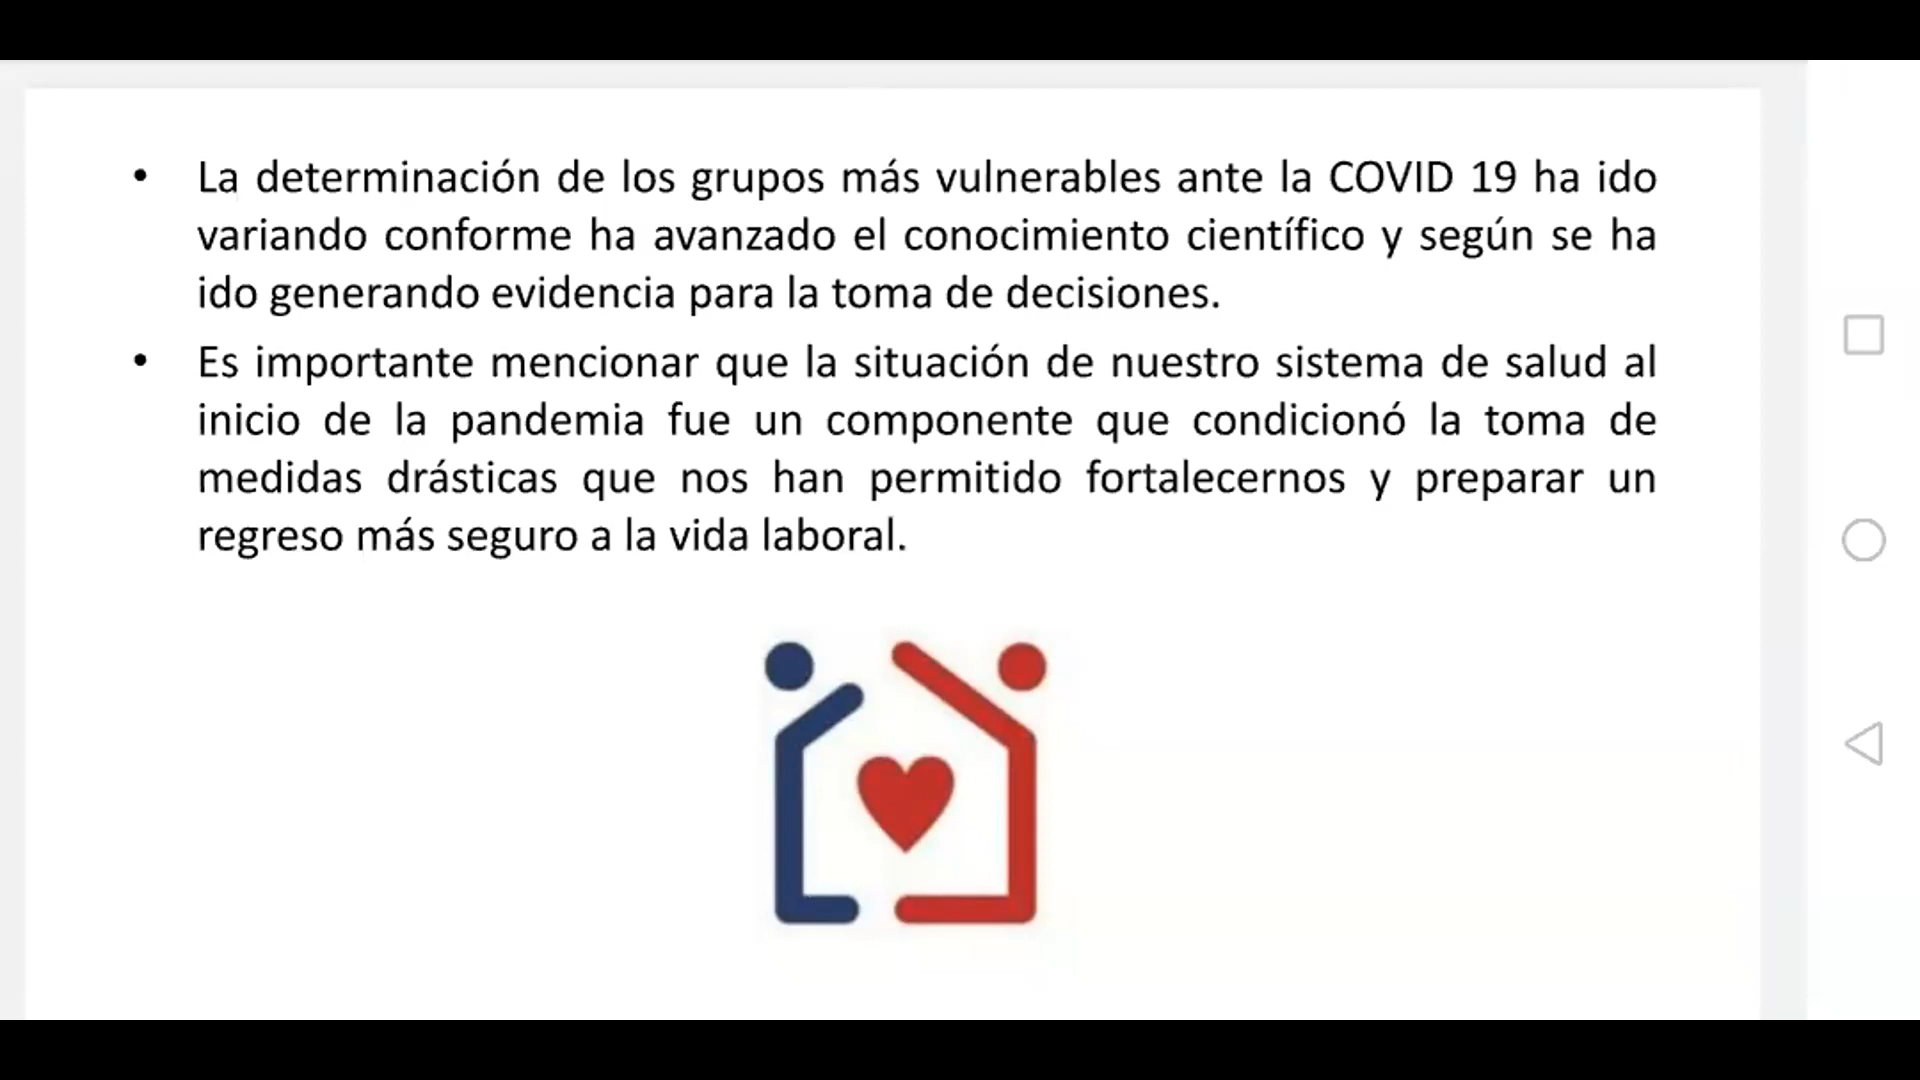 • La determinación de los grupos más vulnerables ante la COVID 19 ha ido
variando conforme ha avanzado el conocimiento científico y según se ha
ido generando evidencia para la toma de decisiones.
• Es importante mencionar que la situación de nuestro sistema de salud al
inicio de la pandemia fue un componente que condicionó la toma de
medidas drásticas que nos han permitido fortalecernos y preparar un
regreso más seguro a la vida laboral.